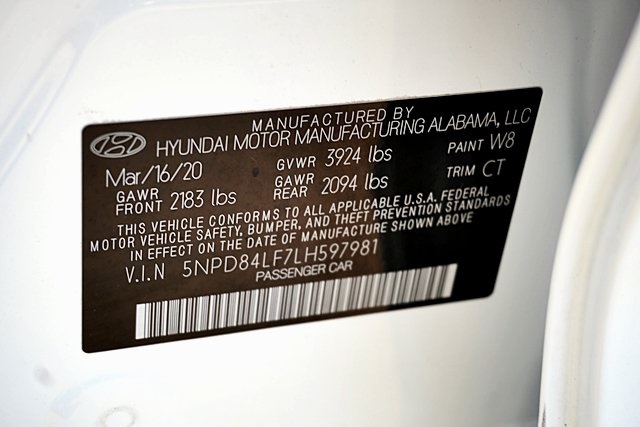 MANUFACTURED BY
HYUNDAI MOTOR MANUFACTURING ALABAMA, LLC
Mar/16/20 GVWR 3924 lbs PAINT W8
GAWR FRONT 2183 lbs GAWR REAR 2094 lbs TRIM CT
THIS VEHICLE CONFORMS TO ALL APPLICABLE U.S.A. FEDERAL
MOTOR VEHICLE SAFETY, BUMPER, AND THEFT PREVENTION STANDARDS
IN EFFECT ON THE DATE OF MANUFACTURE SHOWN ABOVE
V.I.N 5NPD84LF7LH597981
PASSENGER CAR